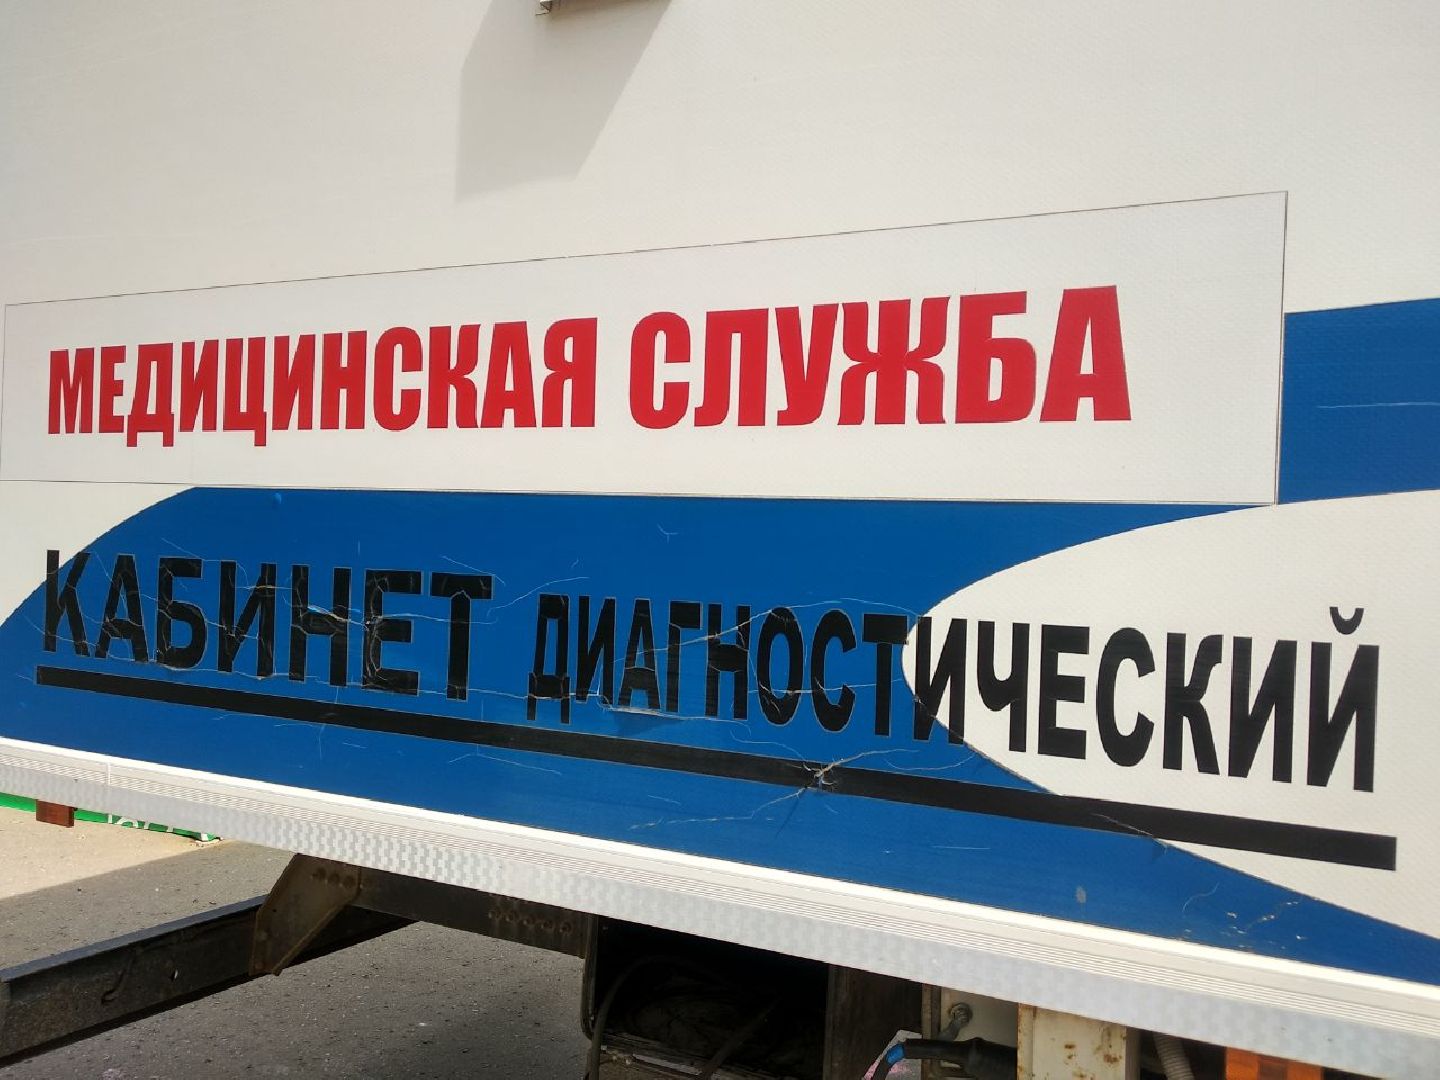 МЕДИЦИНСКАЯ СЛУЖБА
КАБИНЕТ ДИАГНОСТИЧЕСКИЙ